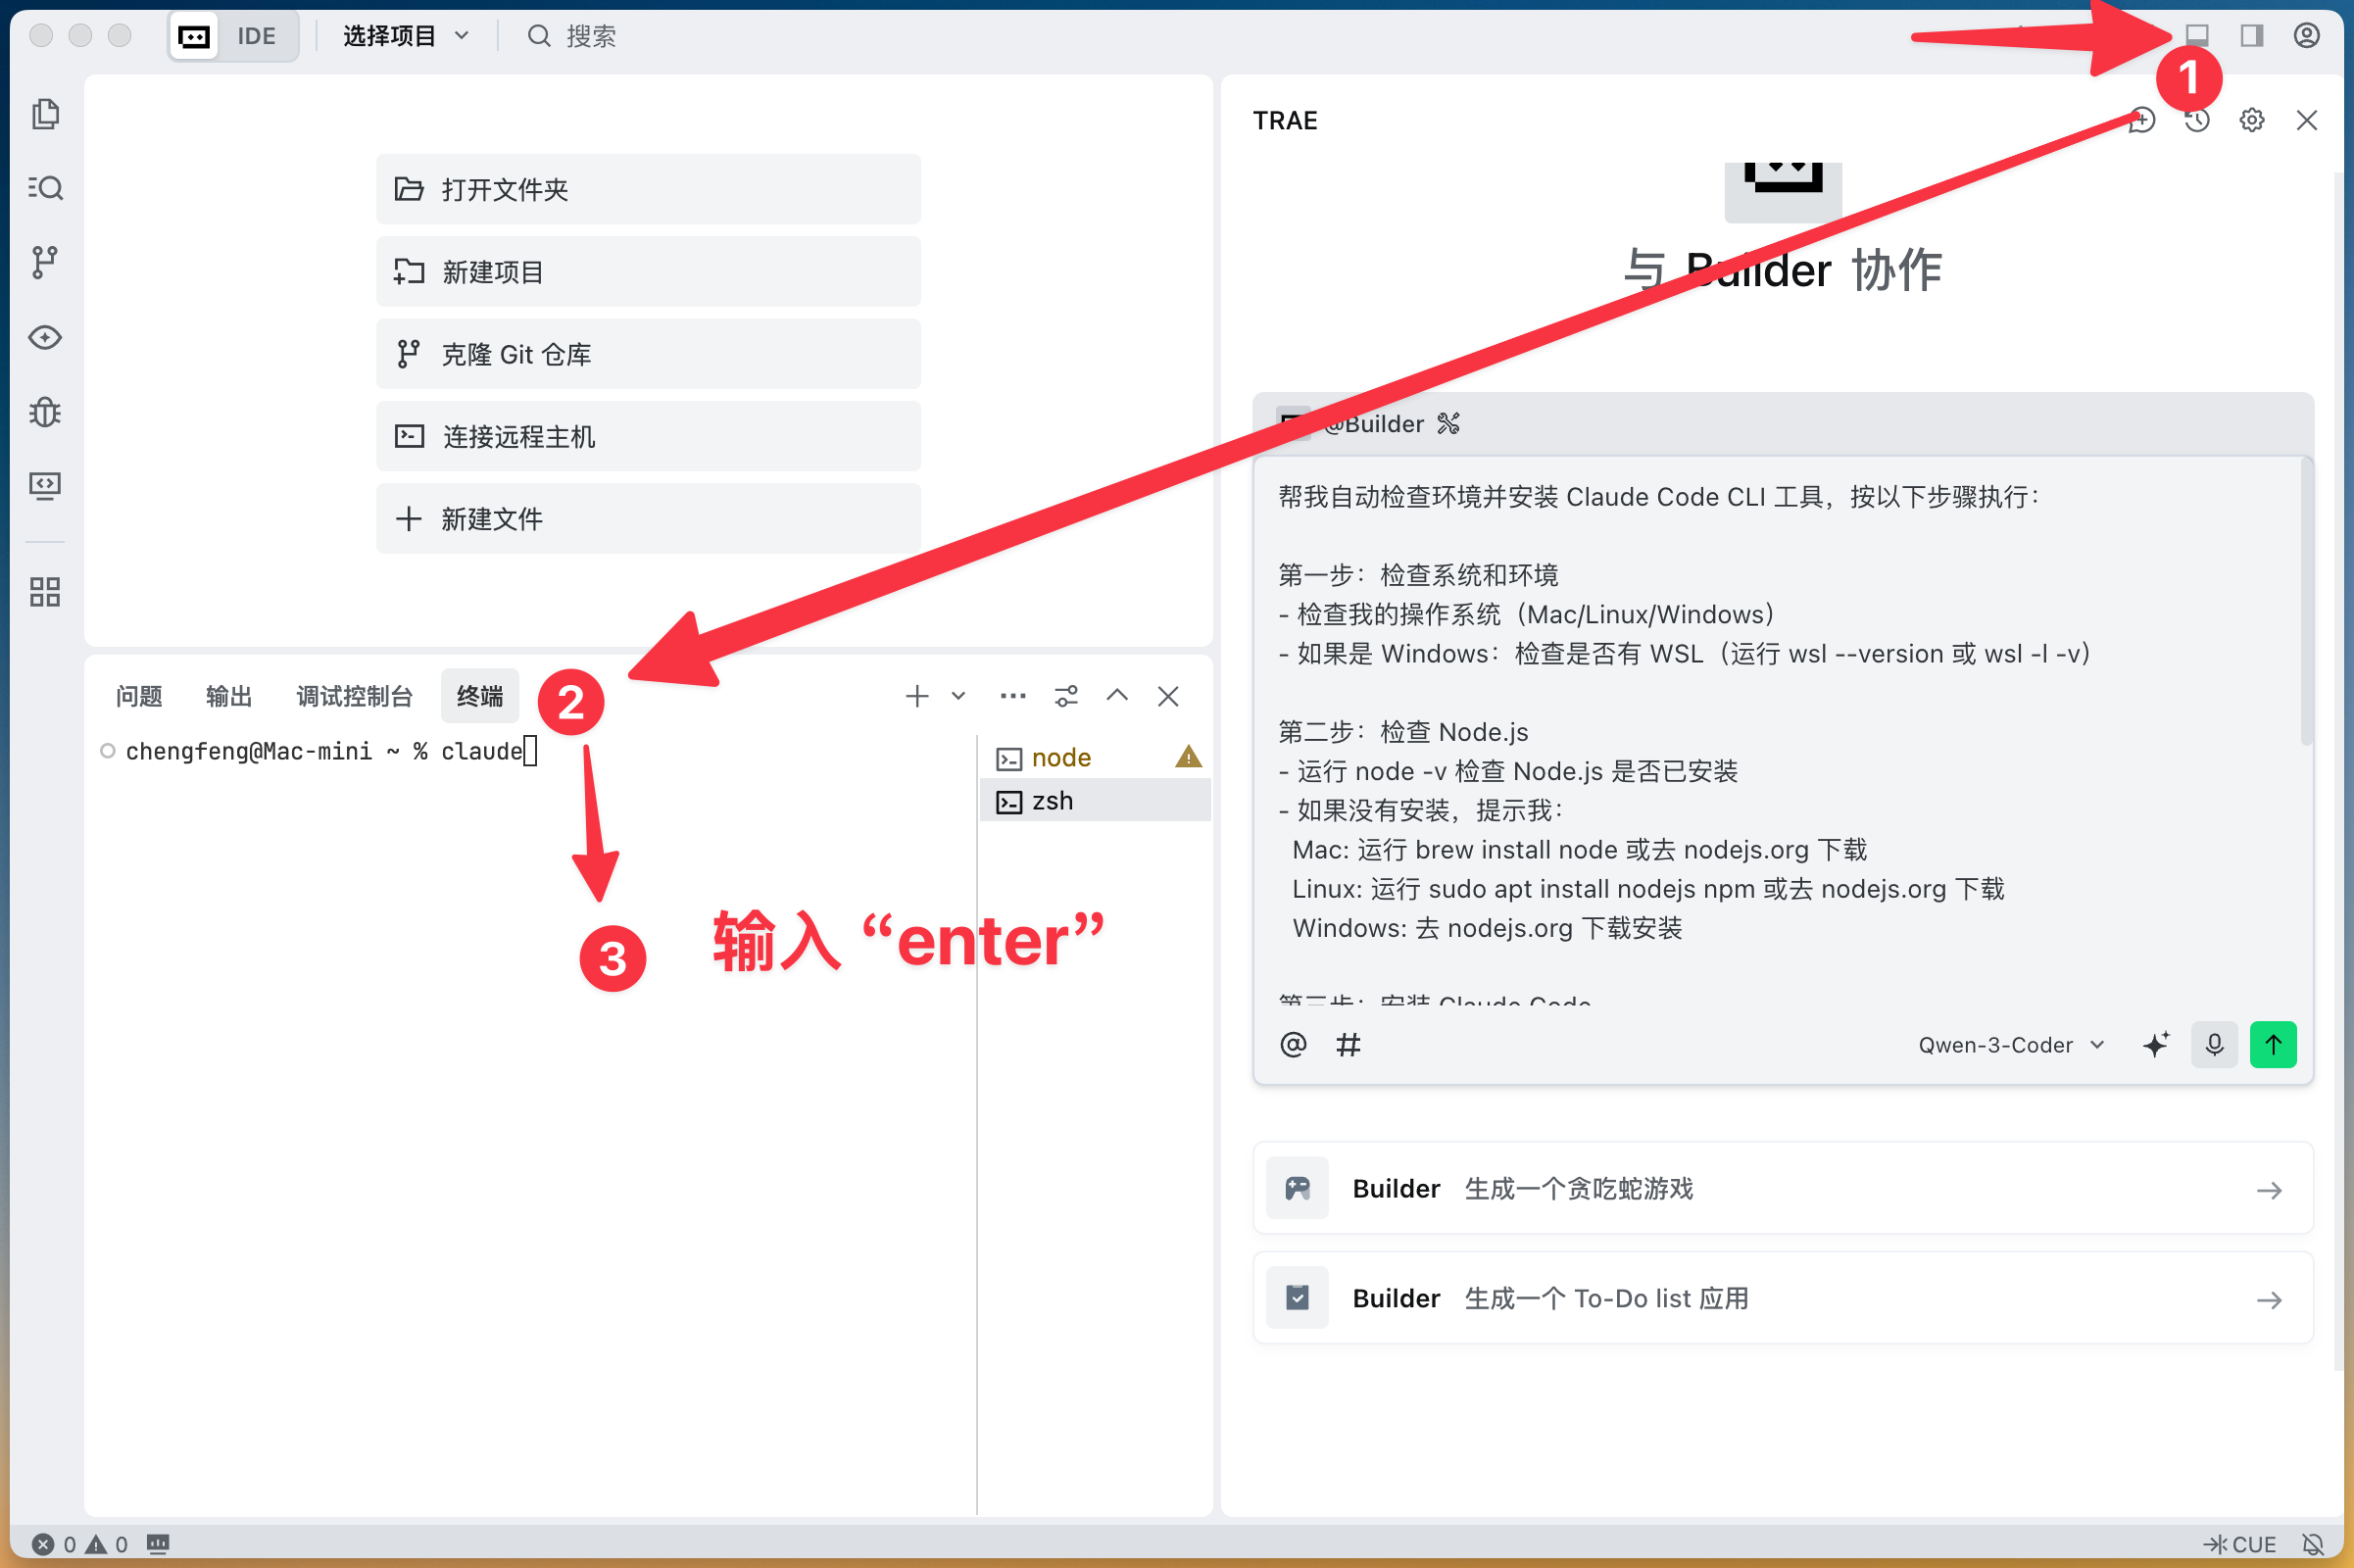 IDE
选择项目
搜索
1
TRAE
打开文件夹
新建项目
克隆 Git 仓库
连接远程主机
新建文件
与 Builder 协作
@Builder
帮我自动检查环境并安装 Claude Code CLI 工具，按以下步骤执行：
第一步：检查系统和环境
- 检查我的操作系统（Mac/Linux/Windows）
- 如果是 Windows：检查是否有 WSL（运行 wsl --version 或 wsl -l -v）
第二步：检查 Node.js
- 运行 node -v 检查 Node.js 是否已安装
- 如果没有安装，提示我：
Mac: 运行 brew install node 或去 nodejs.org 下载
Linux: 运行 sudo apt install nodejs npm 或去 nodejs.org 下载
Windows: 去 nodejs.org 下载安装
第三步：安装 Claude Code
Qwen-3-Coder
Builder 生成一个贪吃蛇游戏
Builder 生成一个 To-Do list 应用
问题 输出 调试控制台 终端
2
chengfeng@Mac-mini ~ % claude
node
zsh
3
输入 “enter”
0 0
CUE